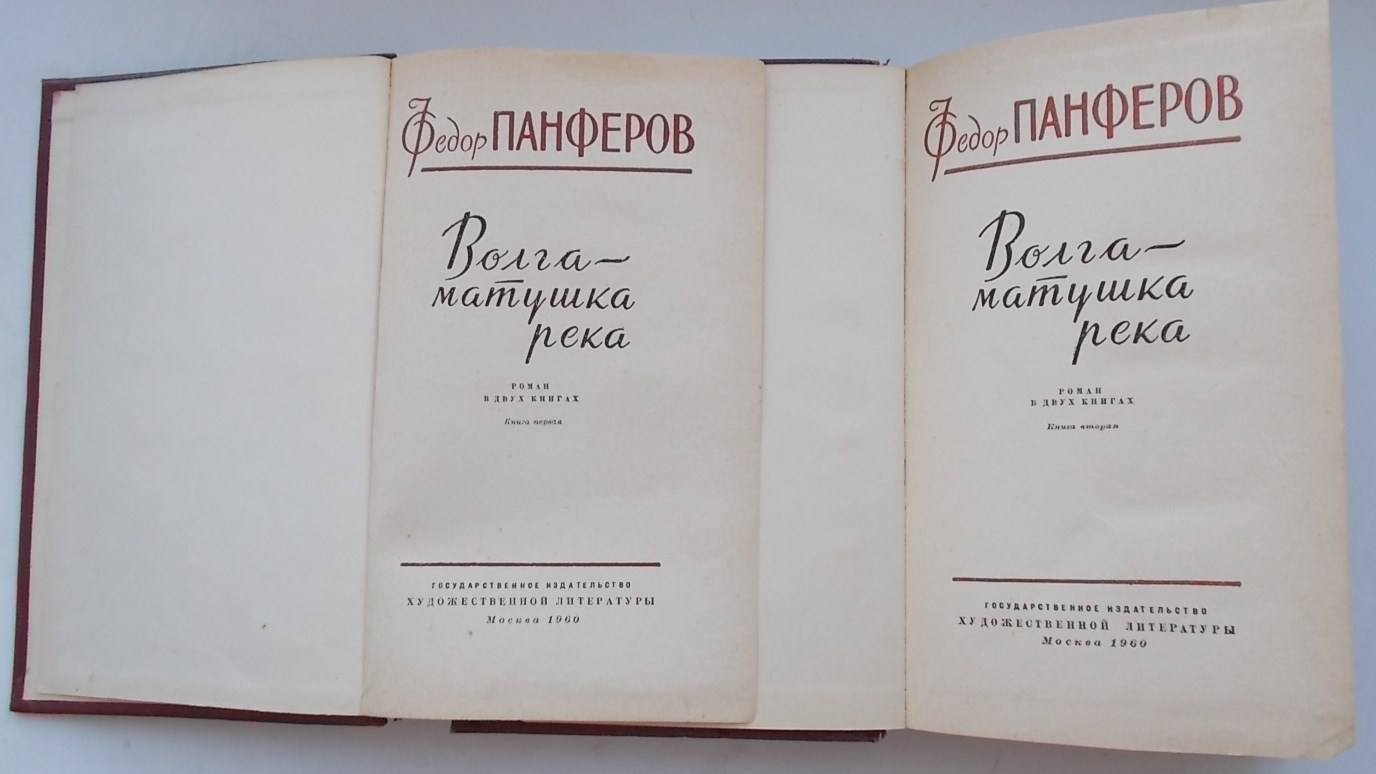 Федор ПАНФЕРОВ
Волга—
матушка
река
РОМАН
В ДВУХ КНИГАХ
Книга первая
ГОСУДАРСТВЕННОЕ ИЗДАТЕЛЬСТВО
ХУДОЖЕСТВЕННОЙ ЛИТЕРАТУРЫ
Москва 1960
Федор ПАНФЕРОВ
Волга—
матушка
река
РОМАН
В ДВУХ КНИГАХ
Книга вторая
ГОСУДАРСТВЕННОЕ ИЗДАТЕЛЬСТВО
ХУДОЖЕСТВЕННОЙ ЛИТЕРАТУРЫ
Москва 1960